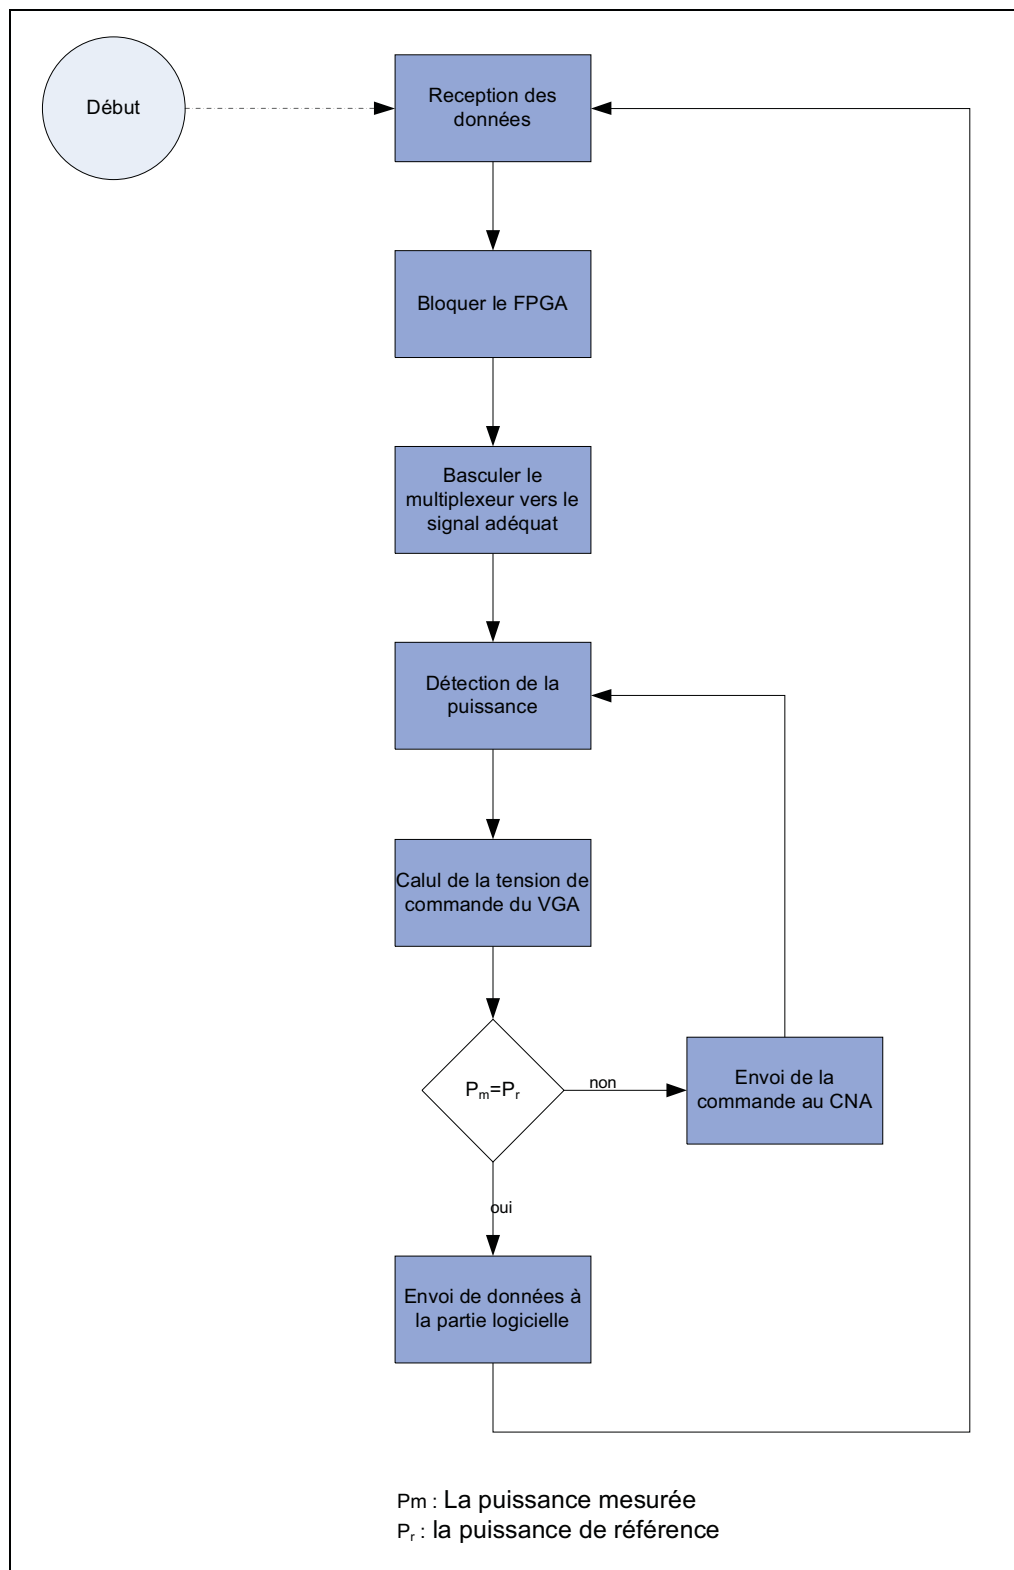 Début
Reception des
données
Bloquer le FPGA
Basculer le
multiplexeur vers le
signal adéquat
Détection de la
puissance
Calul de la tension de
commande du VGA
Pm=Pr
non
Envoi de la
commande au CNA
oui
Envoi de données à
la partie logicielle
Pm : La puissance mesurée
Pr : la puissance de référence